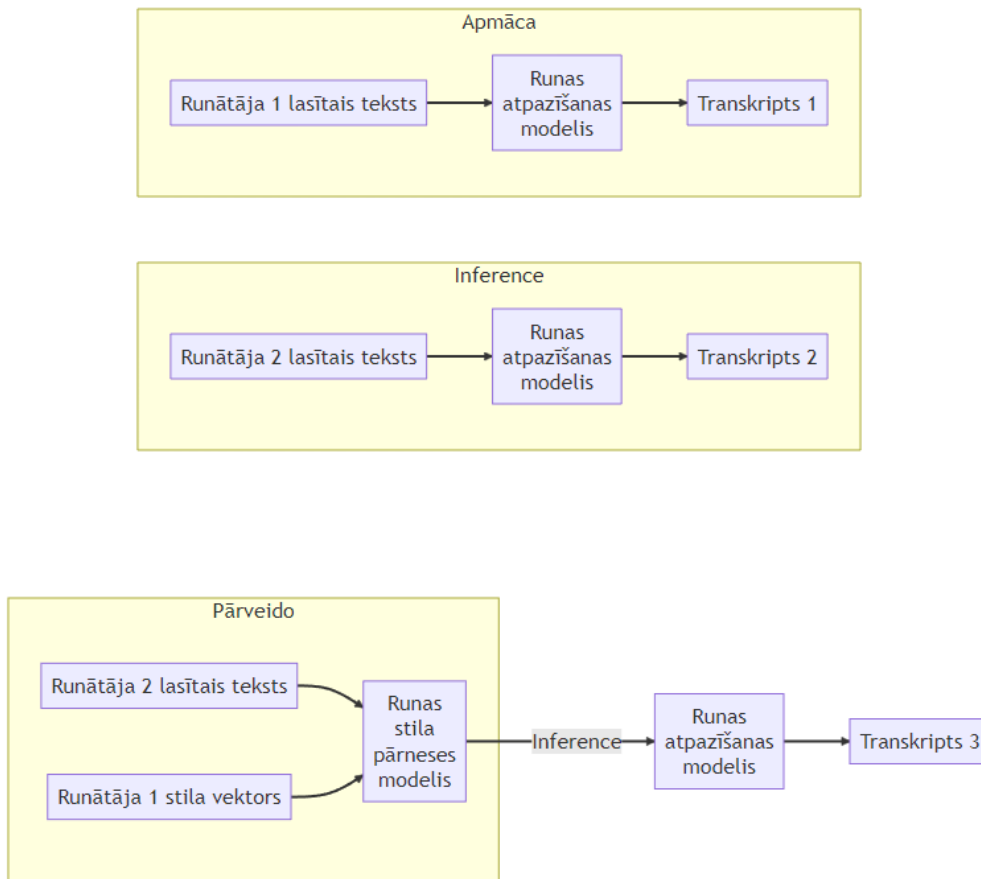 Apmāca
Runātāja 1 lasītais teksts
Runas
atpazīšanas
modelis
Transkripts 1
Inference
Runātāja 2 lasītais teksts
Runas
atpazīšanas
modelis
Transkripts 2
Pārveido
Runātāja 2 lasītais teksts
Runātāja 1 stila vektors
Runas
stila
pārneses
modelis
Inference
Runas
atpazīšanas
modelis
Transkripts 3